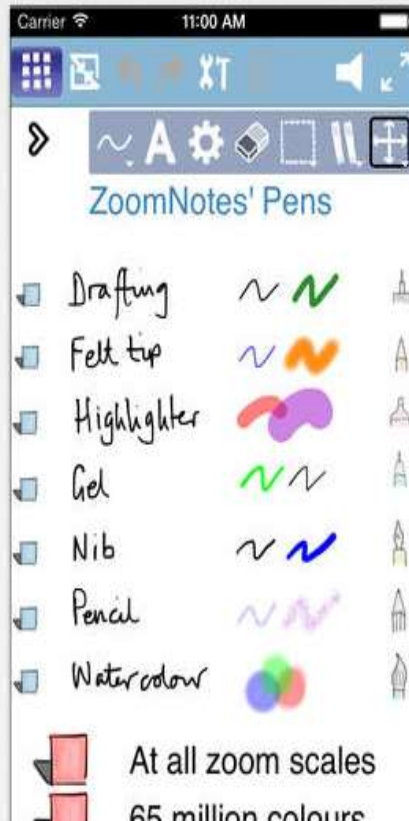 Carrier 11:00 AM
A
ZoomNotes' Pens
Drafting
Felt tip
Highlighter
Gel
Nib
Pencil
Watercolour
At all zoom scales
65 million colours